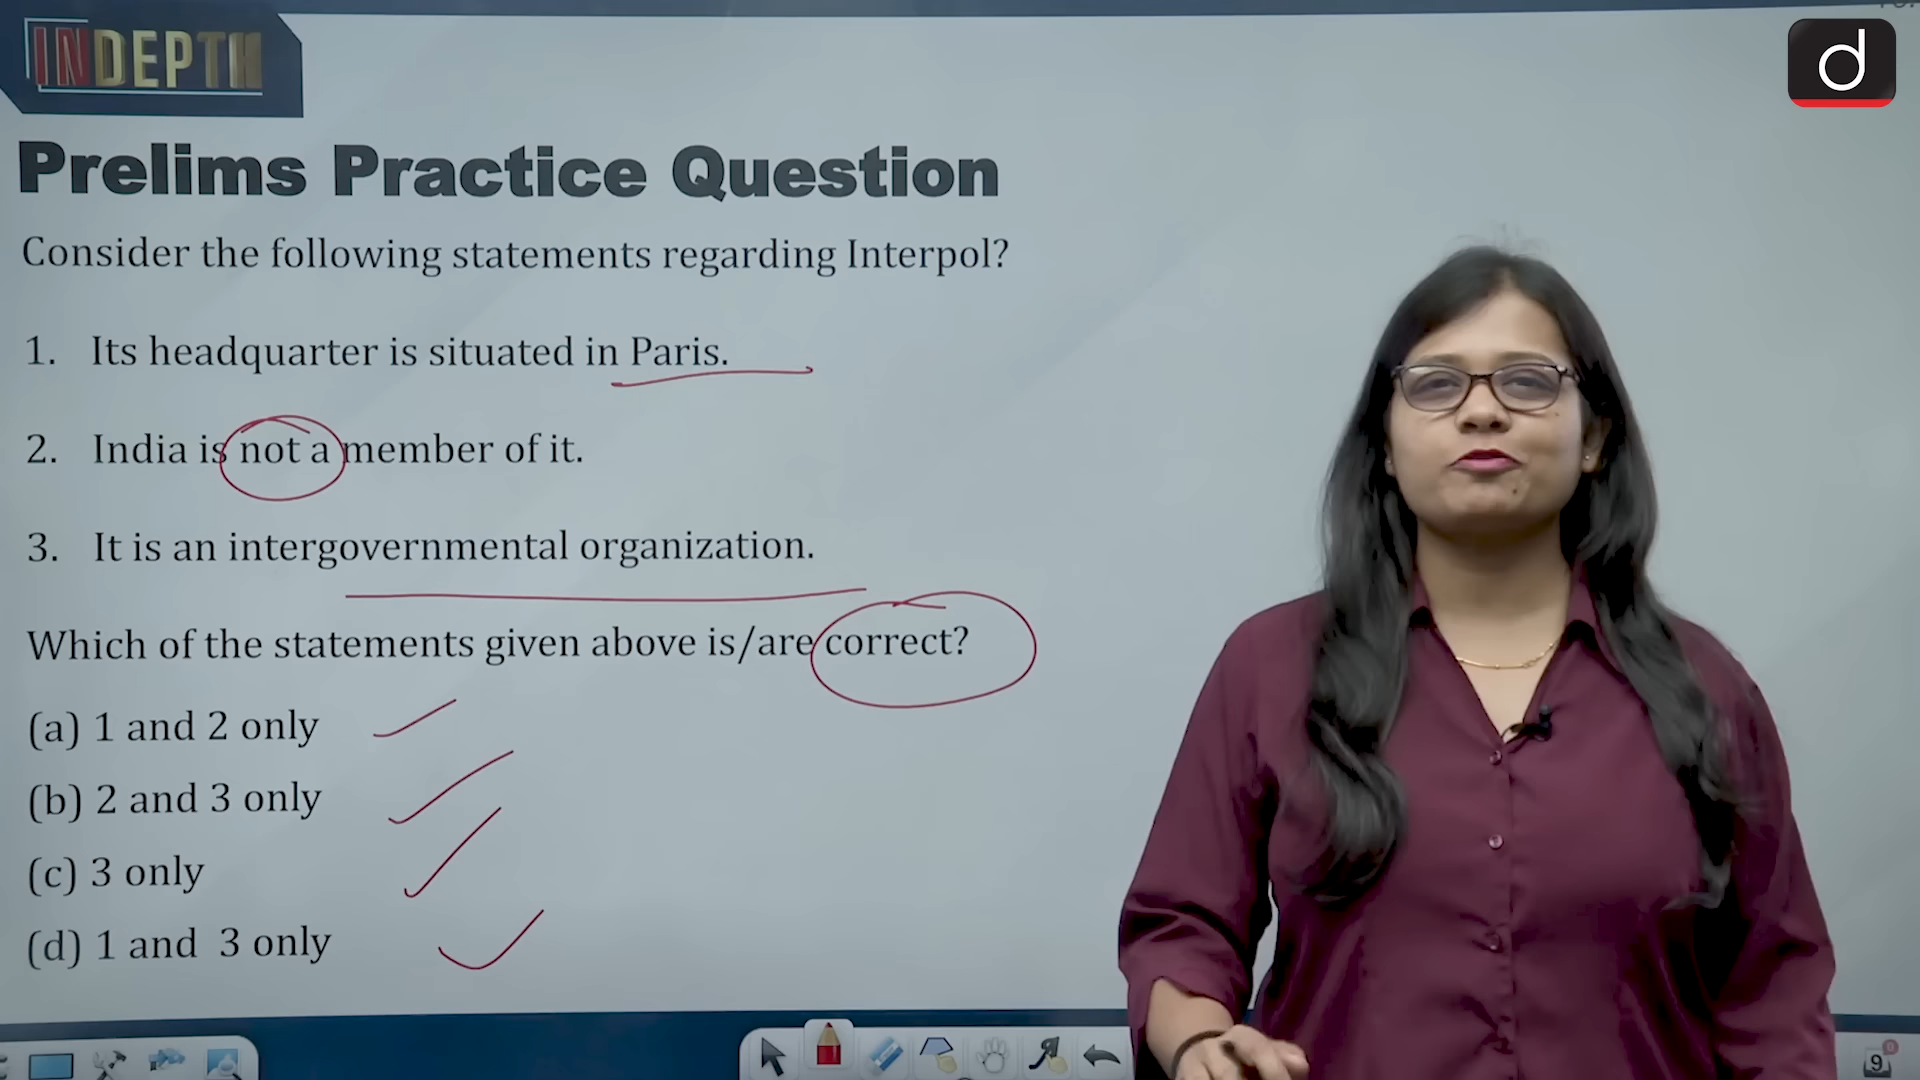 INDEPTH
d
Prelims Practice Question
Consider the following statements regarding Interpol?
1. Its headquarter is situated in Paris.
2. India is not a member of it.
3. It is an intergovernmental organization.
Which of the statements given above is/are correct?
(a) 1 and 2 only
(b) 2 and 3 only
(c) 3 only
(d) 1 and 3 only
9